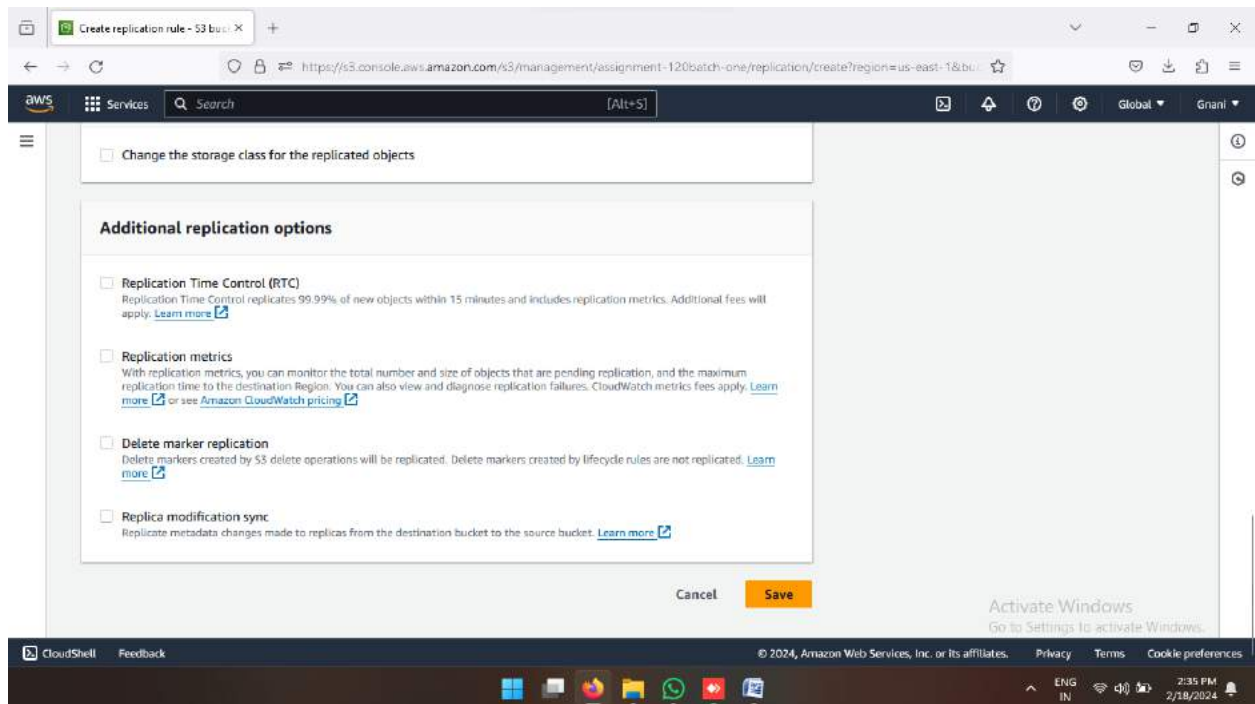 Create replication rule - S3 buc
https://s3.console.aws.amazon.com/s3/management/assignment-120batch-one/replication/create?region=us-east-1&bu
aws
Services
Search
[Alt+S]
Global
Gnani
Change the storage class for the replicated objects
Additional replication options
Replication Time Control (RTC)
Replication Time Control replicates 99.99% of new objects within 15 minutes and includes replication metrics. Additional fees will
apply. Learn more
Replication metrics
With replication metrics, you can monitor the total number and size of objects that are pending replication, and the maximum
replication time to the destination Region. You can also view and diagnose replication failures. CloudWatch metrics fees apply. Learn
more or see Amazon CloudWatch pricing
Delete marker replication
Delete markers created by S3 delete operations will be replicated. Delete markers created by lifecycle rules are not replicated. Learn
more
Replica modification sync
Replicate metadata changes made to replicas from the destination bucket to the source bucket. Learn more
Cancel
Save
Activate Windows
Go to Settings to activate Windows.
CloudShell
Feedback
© 2024, Amazon Web Services, Inc. or its affiliates.
Privacy
Terms
Cookie preferences
ENG
IN
2:35 PM
2/18/2024